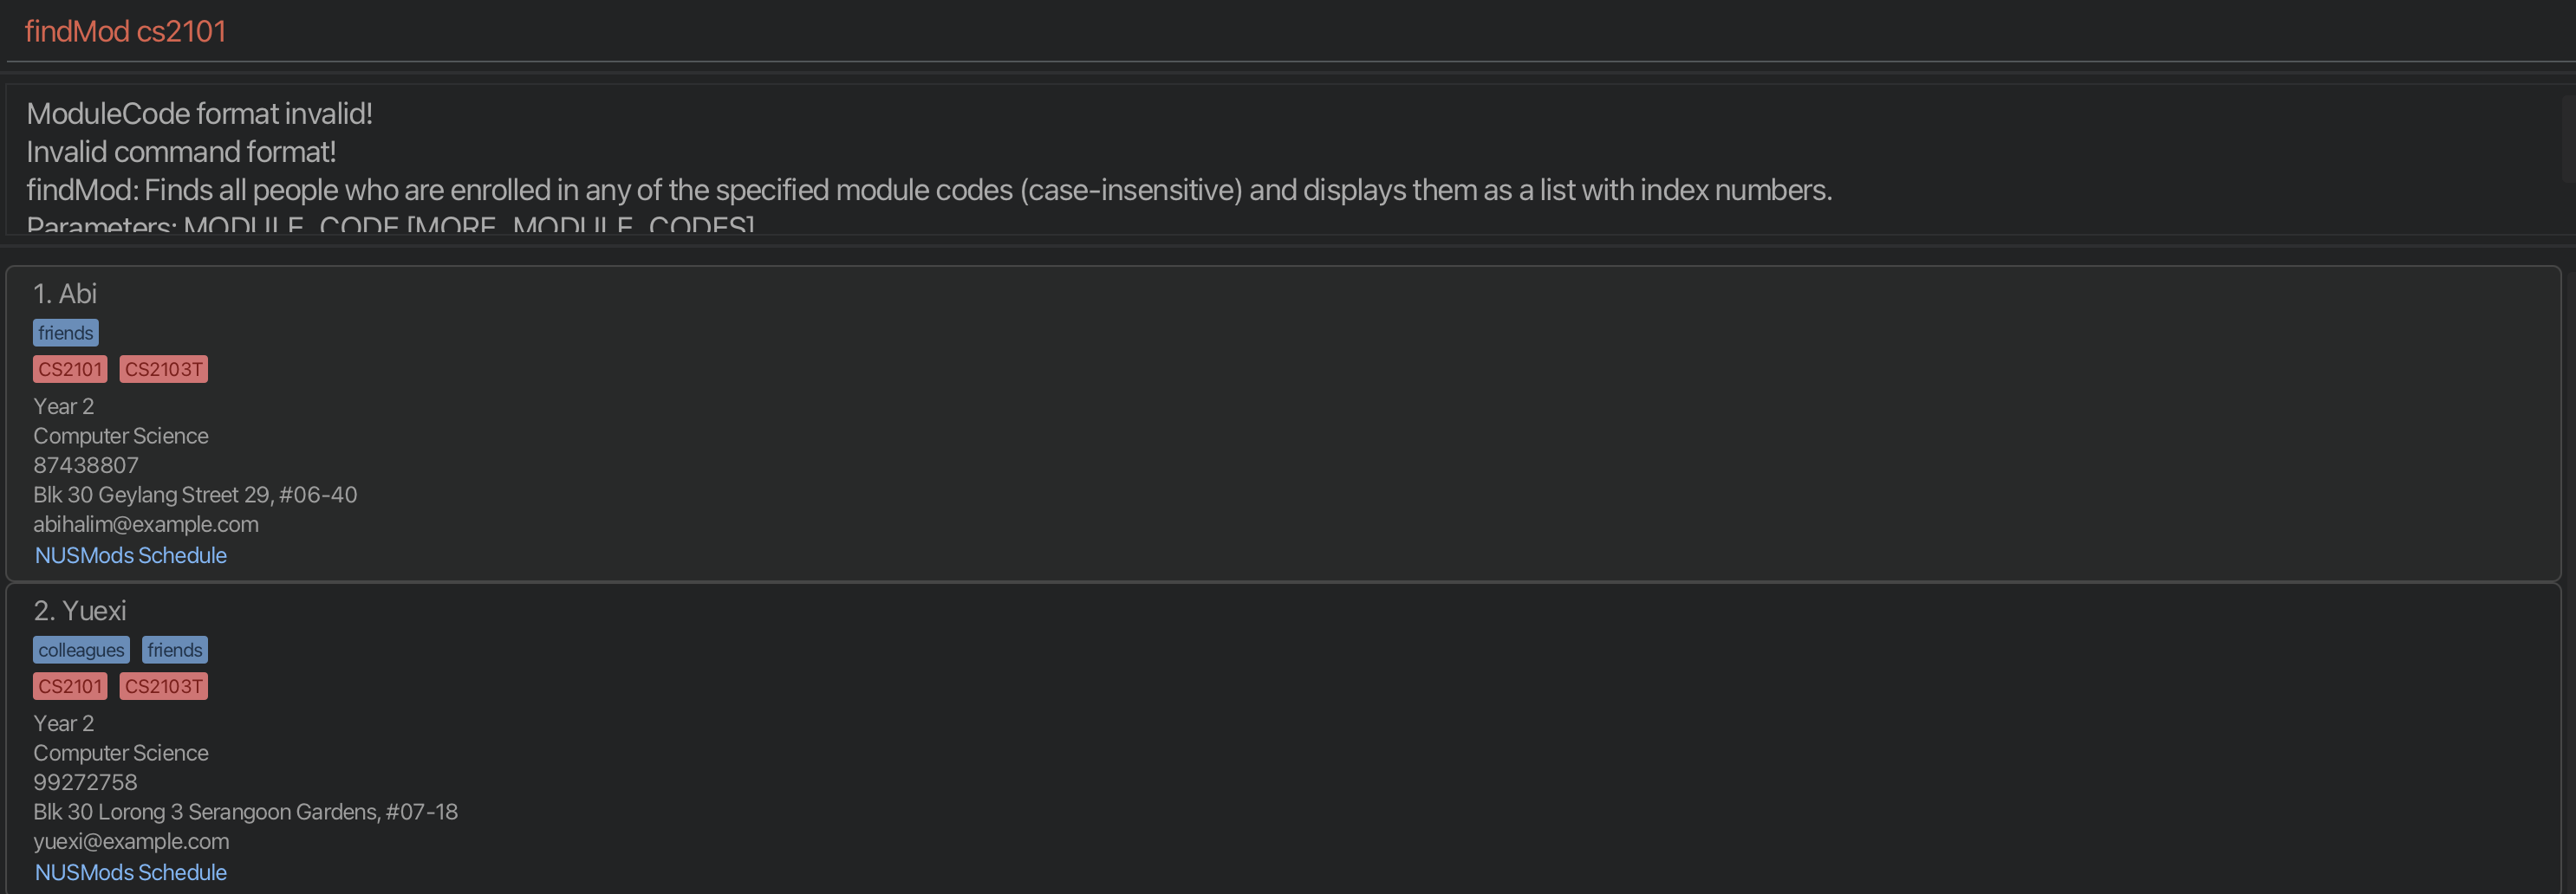 findMod cs2101
ModuleCode format invalid!
Invalid command format!
findMod: Finds all people who are enrolled in any of the specified module codes (case-insensitive) and displays them as a list with index numbers.
Parameters: MODULE_CODE [MORE_MODULE_CODES]
1. Abi
friends
CS2101 CS2103T
Year 2
Computer Science
87438807
Blk 30 Geylang Street 29, #06-40
abihalim@example.com
NUSMods Schedule
2. Yuexi
colleagues friends
CS2101 CS2103T
Year 2
Computer Science
99272758
Blk 30 Lorong 3 Serangoon Gardens, #07-18
yuexi@example.com
NUSMods Schedule